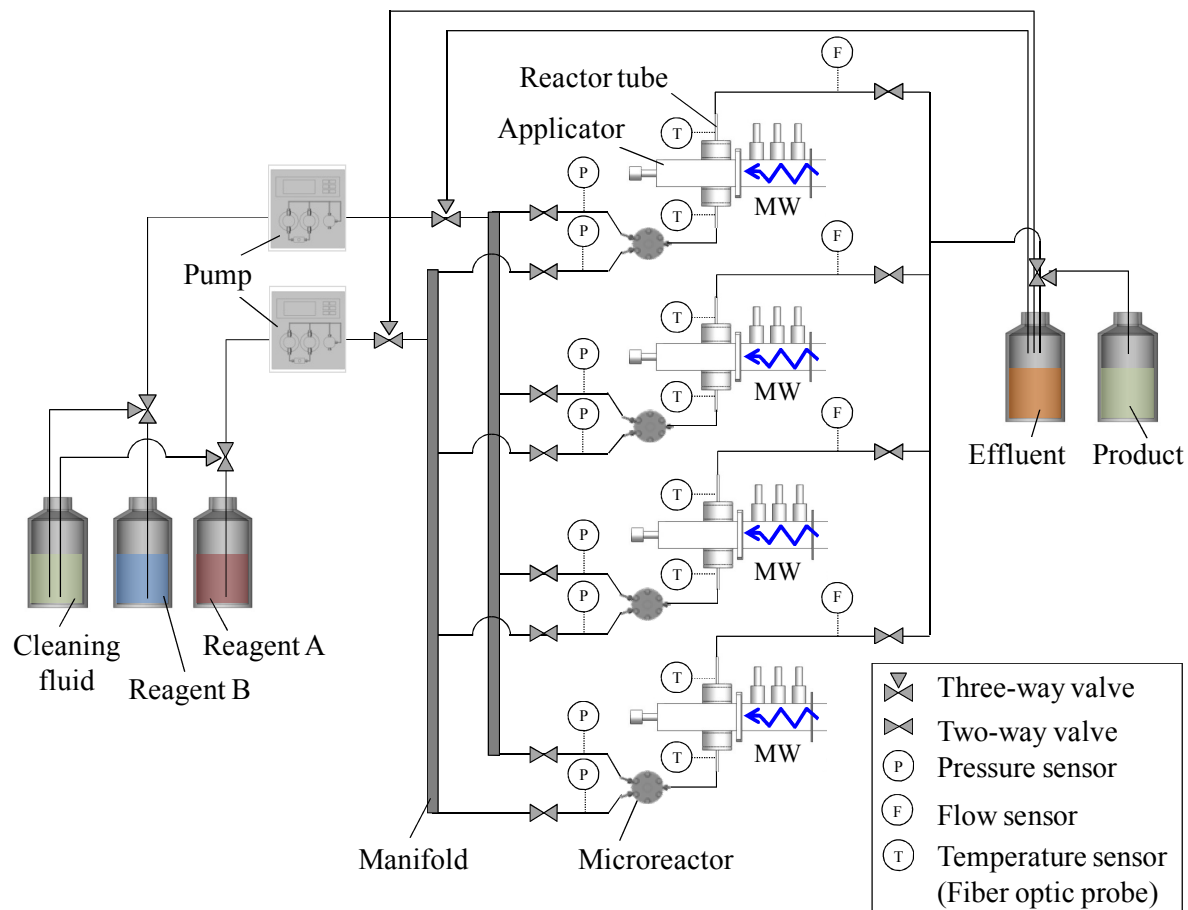 F
Reactor tube
T
Applicator
P
MW
T
P
Pump
F
T
P
MW
T
P
F
Effluent
Product
T
P
MW
T
P
F
Cleaning
fluid
Reagent B
Reagent A
T
P
MW
T
P
Manifold
Microreactor
Three-way valve
Two-way valve
P Pressure sensor
F Flow sensor
T Temperature sensor
(Fiber optic probe)